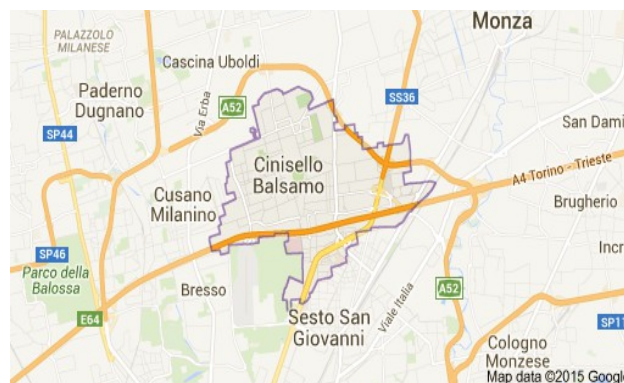 PALAZZOLO
MILANESE
Monza
Cascina Uboldi
Paderno
Dugnano
A52
SS36
Via Erba
SP44
San Dami
Cinisello
Balsamo
A4 Torino - Trieste
Cusano
Milanino
Brugherio
SP46
Incr
Parco della
Balossa
Bresso
A52
Viale Italia
E64
Sesto San
Giovanni
SP11
Cologno
Monzese
Map data ©2015 Google